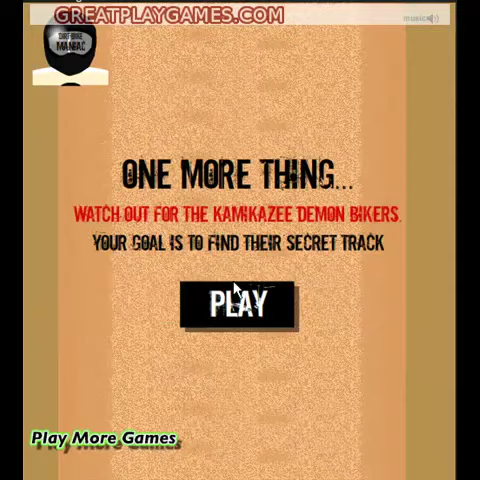 GREATPLAYGAMES.COM
music
DIRT BIKE
MANIAC
ONE MORE THING...
WATCH OUT FOR THE KAMIKAZEE DEMON BIKERS.
YOUR GOAL IS TO FIND THEIR SECRET TRACK
PLAY
Play More Games